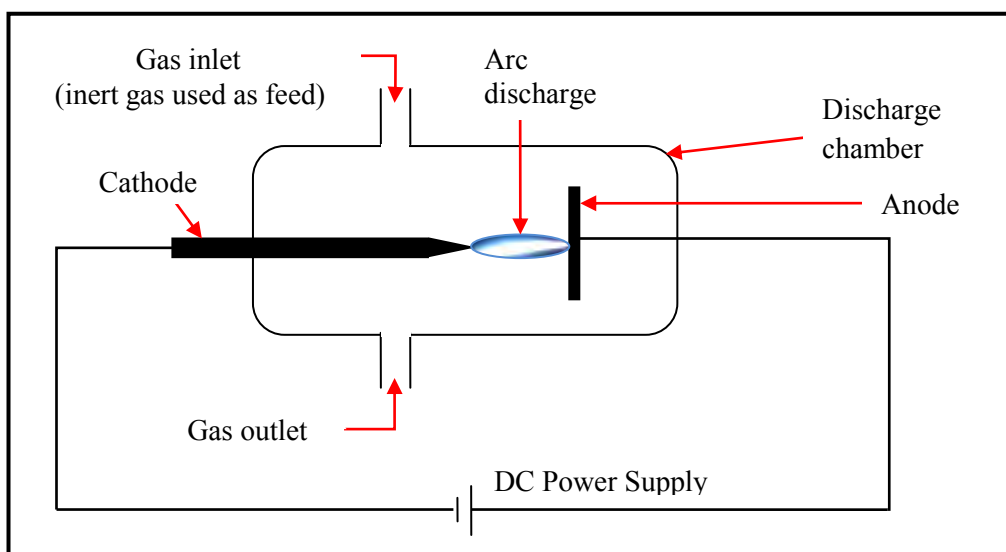 Gas inlet
(inert gas used as feed)
Arc
discharge
Discharge
chamber
Cathode
Anode
Gas outlet
DC Power Supply